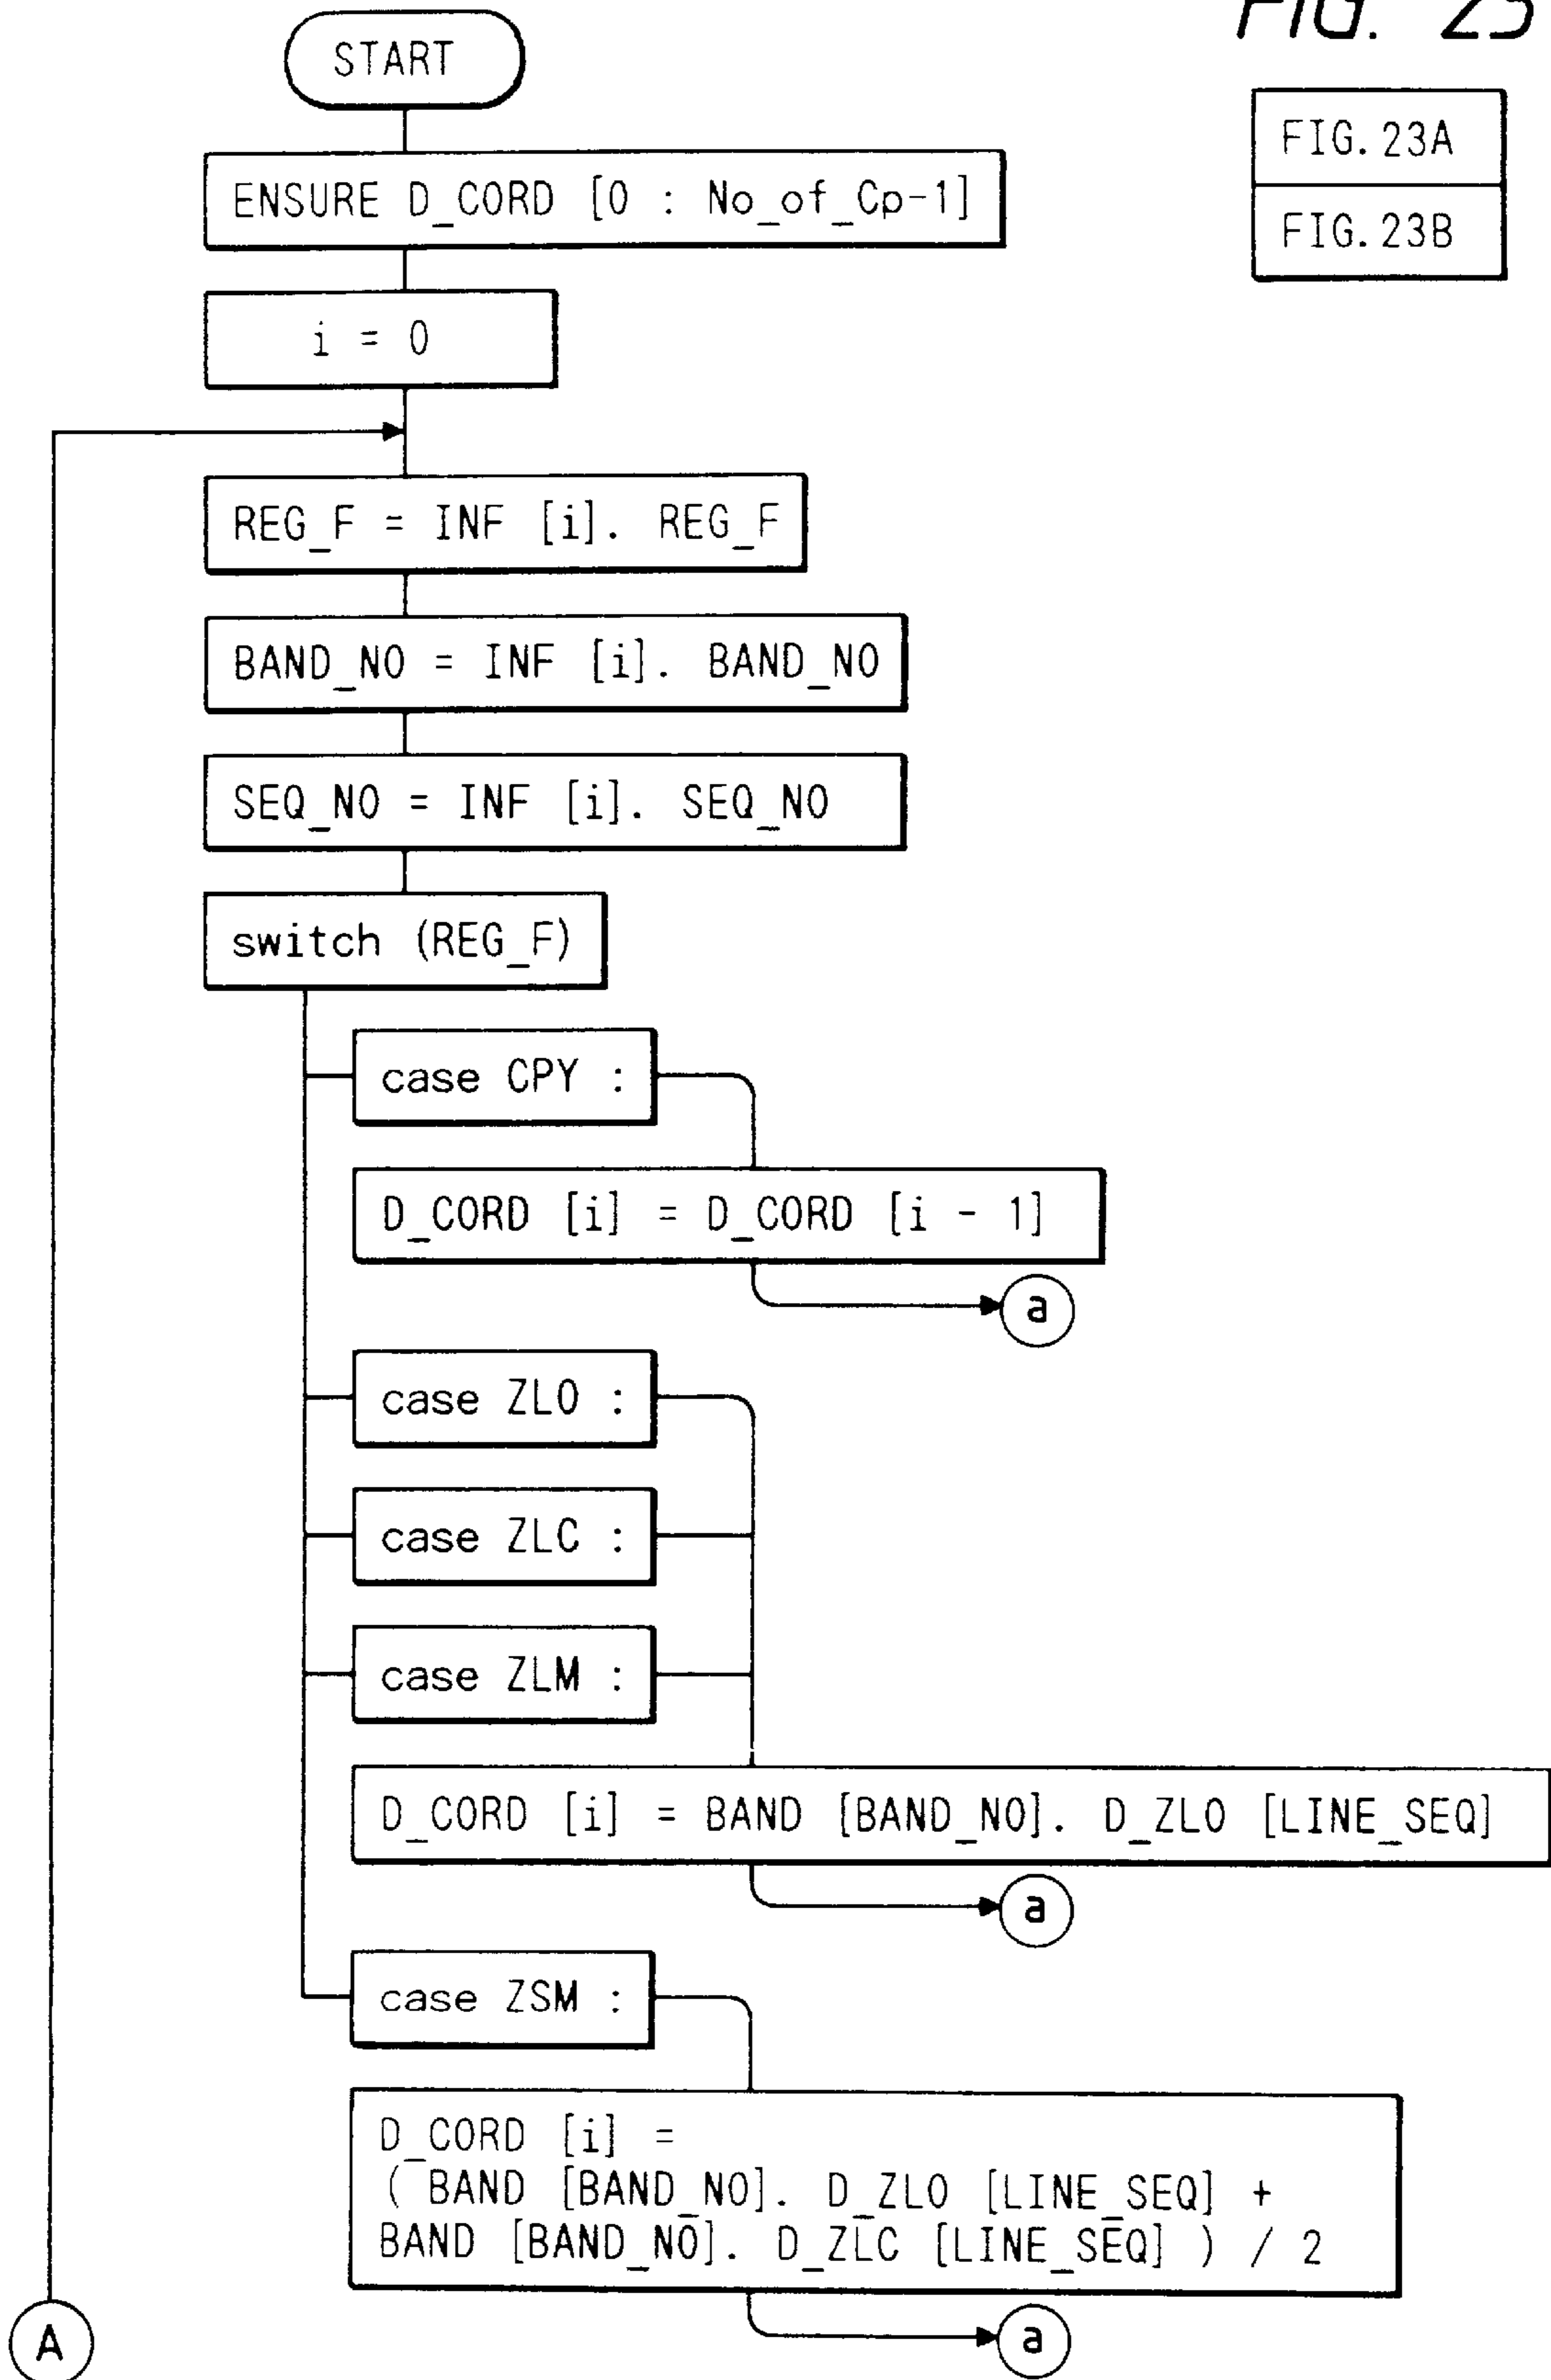 FIG. 23
FIG. 23A
FIG. 23B
START
ENSURE D_CORD [0 : No_of_Cp-1]
i = 0
REG_F = INF [i]. REG_F
BAND_NO = INF [i]. BAND_NO
SEQ_NO = INF [i]. SEQ_NO
switch (REG_F)
case CPY :
D_CORD [i] = D_CORD [i - 1]
a
case ZLO :
case ZLC :
case ZLM :
D_CORD [i] = BAND [BAND_NO]. D_ZLO [LINE_SEQ]
a
case ZSM :
D_CORD [i] =
( BAND [BAND_NO]. D_ZLO [LINE_SEQ] +
BAND [BAND_NO]. D_ZLC [LINE_SEQ] ) / 2
a
A